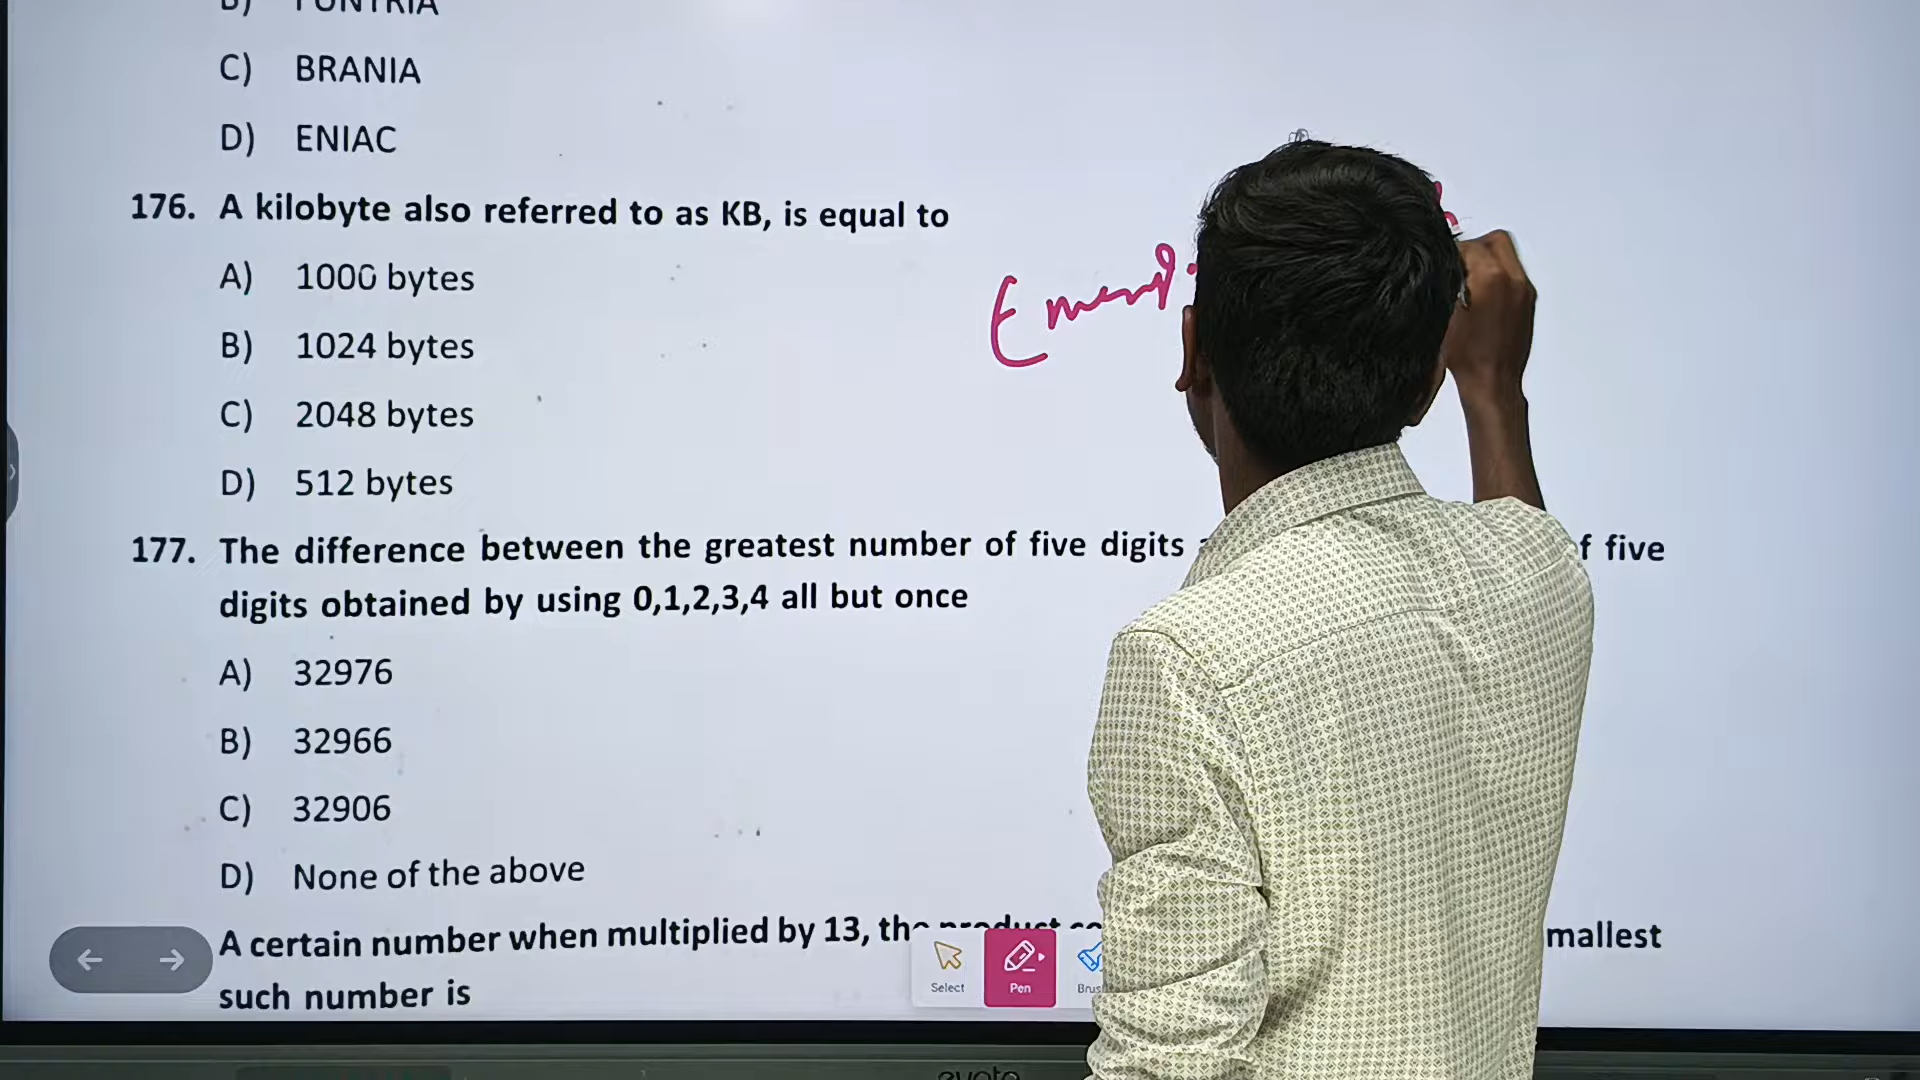 C) BRANIA
D) ENIAC
176. A kilobyte also referred to as KB, is equal to
A) 1000 bytes
B) 1024 bytes
C) 2048 bytes
D) 512 bytes
177. The difference between the greatest number of five digits f five
digits obtained by using 0,1,2,3,4 all but once
A) 32976
B) 32966
C) 32906
D) None of the above
A certain number when multiplied by 13, the product mallest
such number is
Select Pen Brus